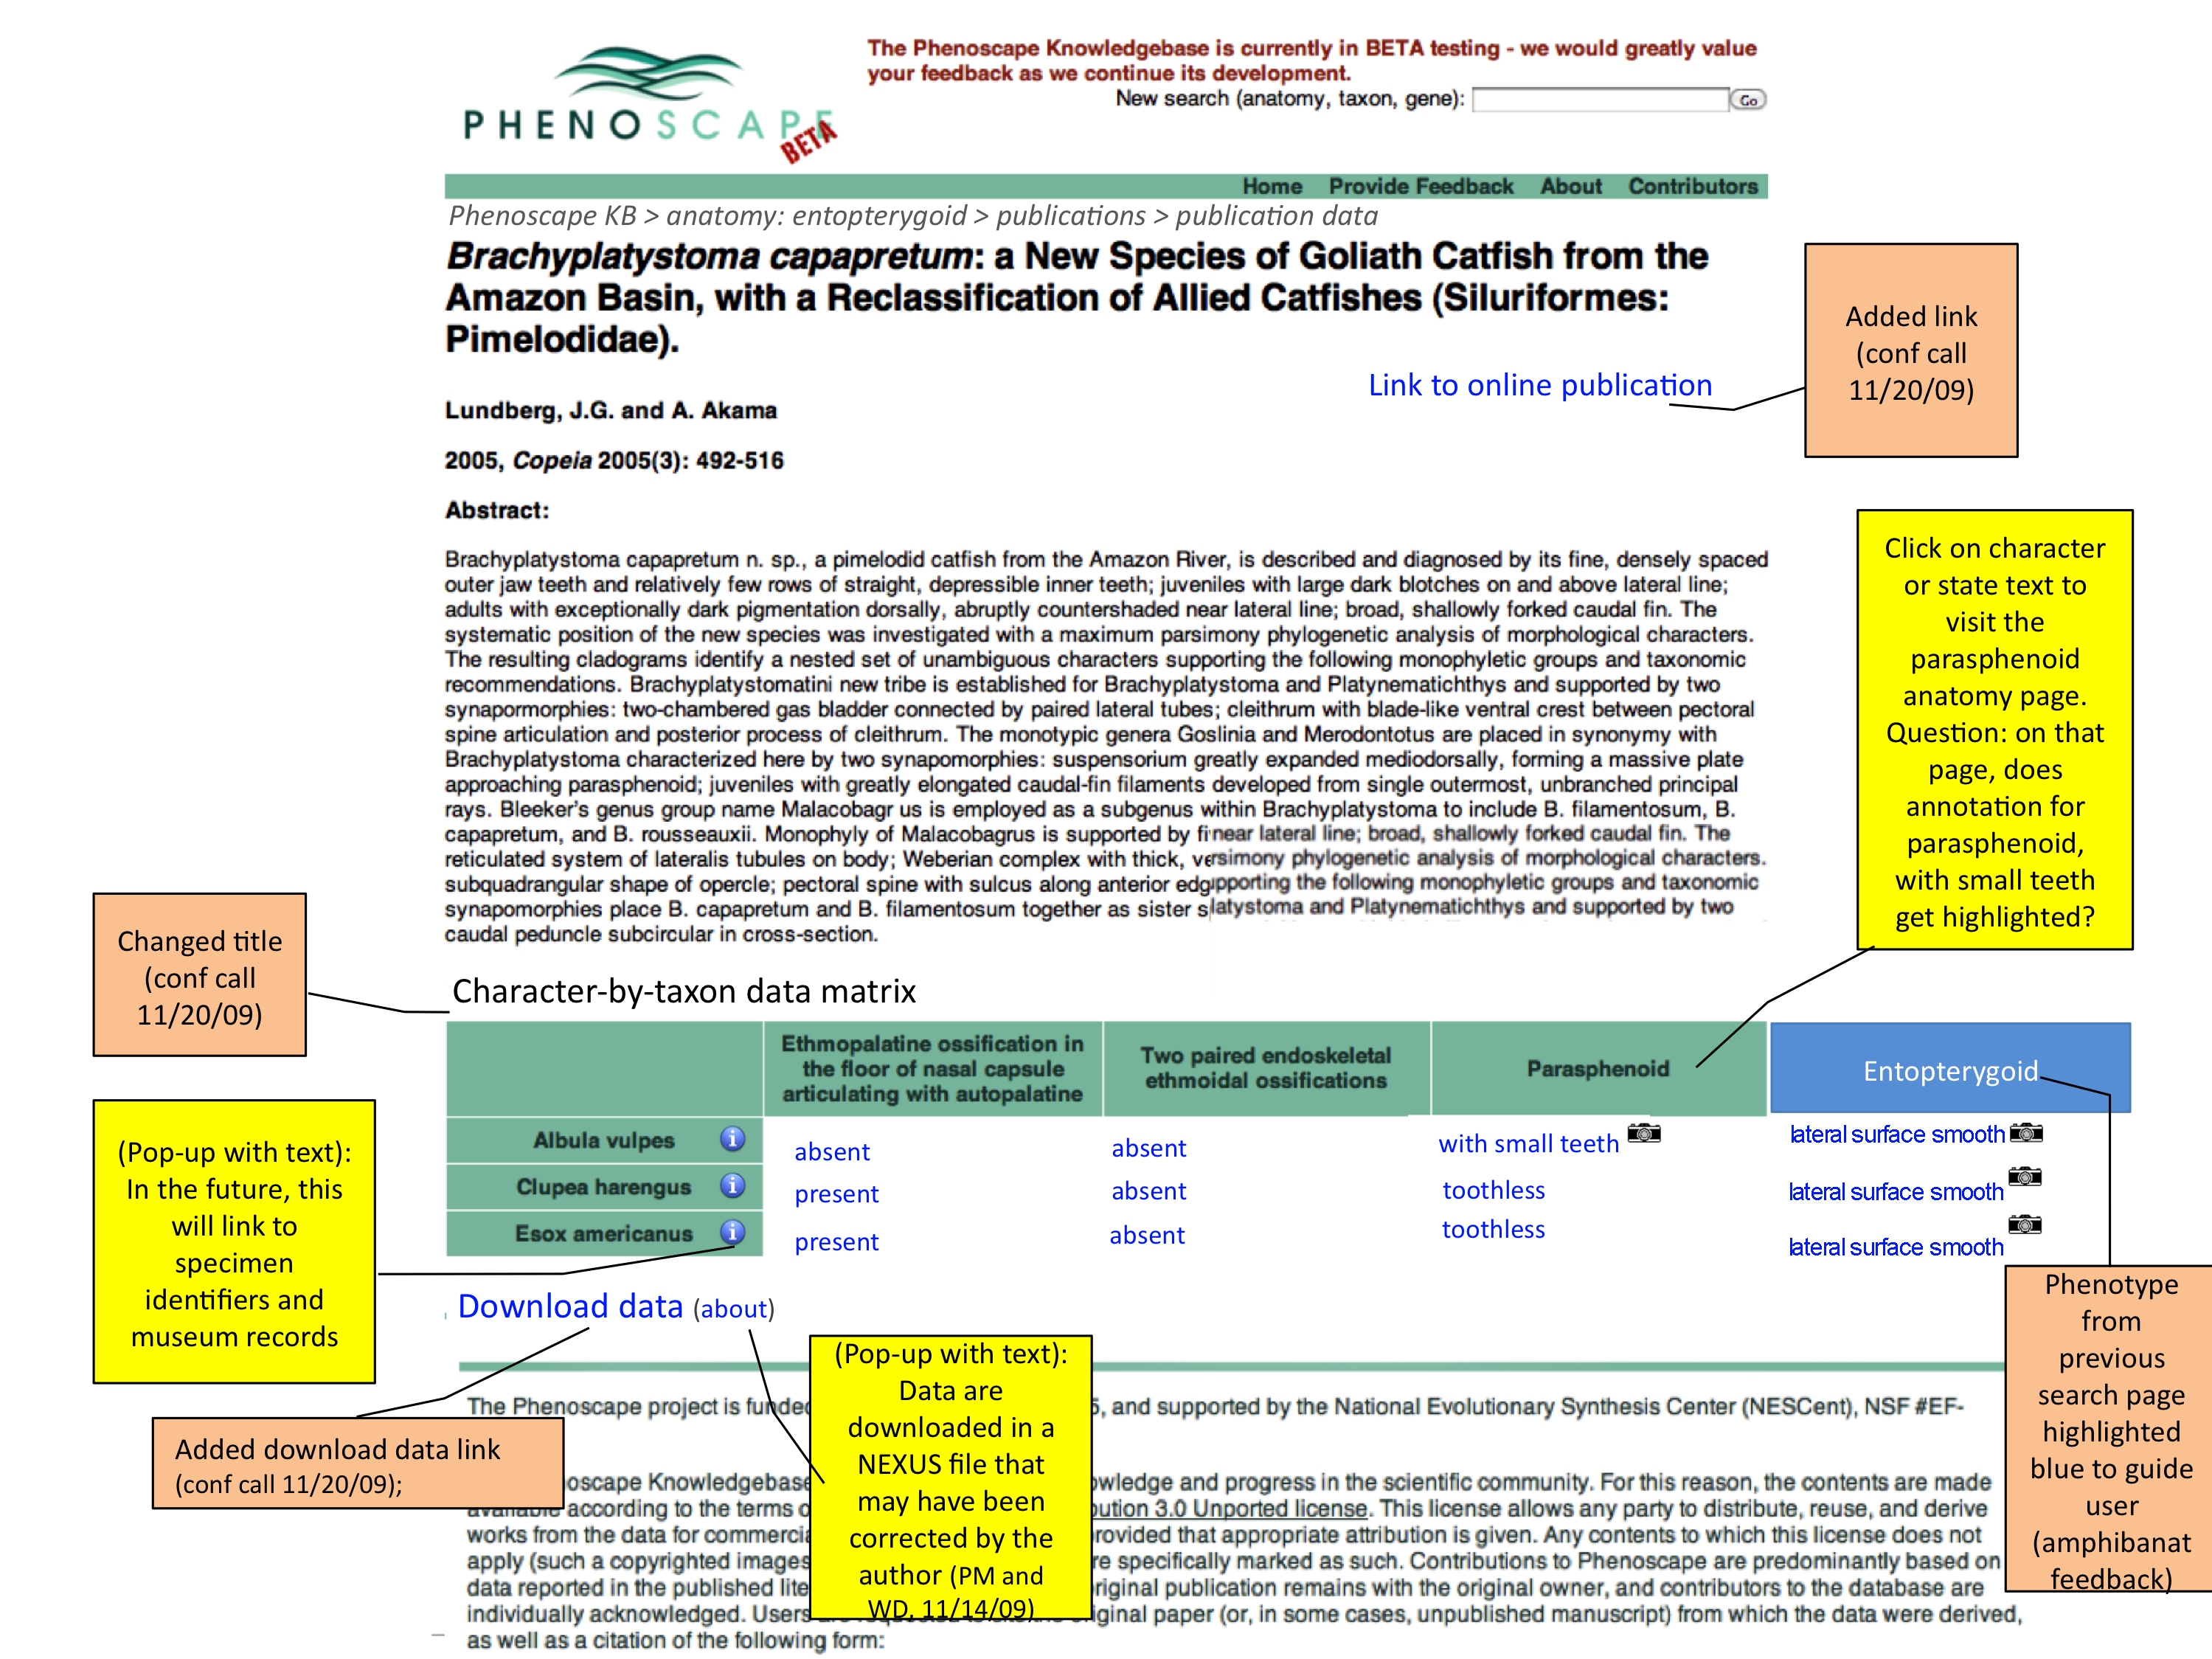 The Phenoscape Knowledgebase is currently in BETA testing - we would greatly value
your feedback as we continue its development.
New search (anatomy, taxon, gene):
Go
PHENOSCAPE
BETA
Home Provide Feedback About Contributors
Phenoscape KB > anatomy: entopterygoid > publications > publication data
Brachyplatystoma capapretum: a New Species of Goliath Catfish from the
Amazon Basin, with a Reclassification of Allied Catfishes (Siluriformes:
Pimelodidae).
Link to online publication
Added link
(conf call
11/20/09)
Lundberg, J.G. and A. Akama
2005, Copeia 2005(3): 492-516
Abstract:
Brachyplatystoma capapretum n. sp., a pimelodid catfish from the Amazon River, is described and diagnosed by its fine, densely spaced
outer jaw teeth and relatively few rows of straight, depressible inner teeth; juveniles with large dark blotches on and above lateral line;
adults with exceptionally dark pigmentation dorsally, abruptly countershaded near lateral line; broad, shallowly forked caudal fin. The
systematic position of the new species was investigated with a maximum parsimony phylogenetic analysis of morphological characters.
The resulting cladograms identify a nested set of unambiguous characters supporting the following monophyletic groups and taxonomic
recommendations. Brachyplatystomatini new tribe is established for Brachyplatystoma and Platynematichthys and supported by two
synapormorphies: two-chambered gas bladder connected by paired lateral tubes; cleithrum with blade-like ventral crest between pectoral
spine articulation and posterior process of cleithrum. The monotypic genera Goslinia and Merodontotus are placed in synonymy with
Brachyplatystoma characterized here by two synapomorphies: suspensorium greatly expanded mediodorsally, forming a massive plate
approaching parasphenoid; juveniles with greatly elongated caudal-fin filaments developed from single outermost, unbranched principal
rays. Bleeker's genus group name Malacobagr us is employed as a subgenus within Brachyplatystoma to include B. filamentosum, B.
capapretum, and B. rousseauxii. Monophyly of Malacobagrus is supported by fi near lateral line; broad, shallowly forked caudal fin. The
reticulated system of lateralis tubules on body; Weberian complex with thick, ve rsimony phylogenetic analysis of morphological characters.
subquadrangular shape of opercle; pectoral spine with sulcus along anterior edg pporting the following monophyletic groups and taxonomic
synapomorphies place B. capapretum and B. filamentosum together as sister s latystoma and Platynematichthys and supported by two
caudal peduncle subcircular in cross-section.
Click on character
or state text to
visit the
parasphenoid
anatomy page.
Question: on that
page, does
annotation for
parasphenoid,
with small teeth
get highlighted?
Changed title
(conf call
11/20/09)
Character-by-taxon data matrix
Ethmopalatine ossification in
the floor of nasal capsule
articulating with autopalatine
Two paired endoskeletal
ethmoidal ossifications
Parasphenoid
Entopterygoid
Albula vulpes i absent absent with small teeth lateral surface smooth
Clupea harengus i present absent toothless lateral surface smooth
Esox americanus i present absent toothless lateral surface smooth
(Pop-up with text):
In the future, this
will link to
specimen
identifiers and
museum records
Download data (about)
Added download data link
(conf call 11/20/09);
(Pop-up with text):
Data are
downloaded in a
NEXUS file that
may have been
corrected by the
author (PM and
WD, 11/14/09)
Phenotype
from
previous
search page
highlighted
blue to guide
user
(amphibanat
feedback)
The Phenoscape project is funded 5, and supported by the National Evolutionary Synthesis Center (NESCent), NSF #EF-
noscape Knowledgebase wledge and progress in the scientific community. For this reason, the contents are made
available according to the terms o bution 3.0 Unported license. This license allows any party to distribute, reuse, and derive
works from the data for commercia rovided that appropriate attribution is given. Any contents to which this license does not
apply (such a copyrighted images re specifically marked as such. Contributions to Phenoscape are predominantly based on
data reported in the published lite riginal publication remains with the original owner, and contributors to the database are
individually acknowledged. Users iginal paper (or, in some cases, unpublished manuscript) from which the data were derived,
as well as a citation of the following form: